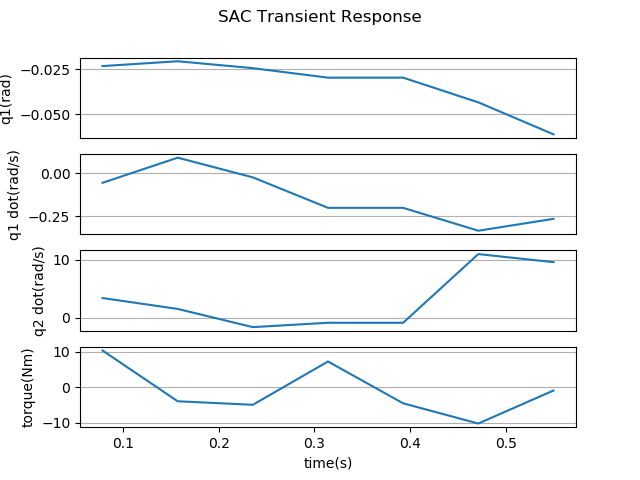 SAC Transient Response
q1(rad)
−0.025
−0.050
q1 dot(rad/s)
0.00
−0.25
q2 dot(rad/s)
10
0
torque(Nm)
10
0
−10
0.1 0.2 0.3 0.4 0.5
time(s)